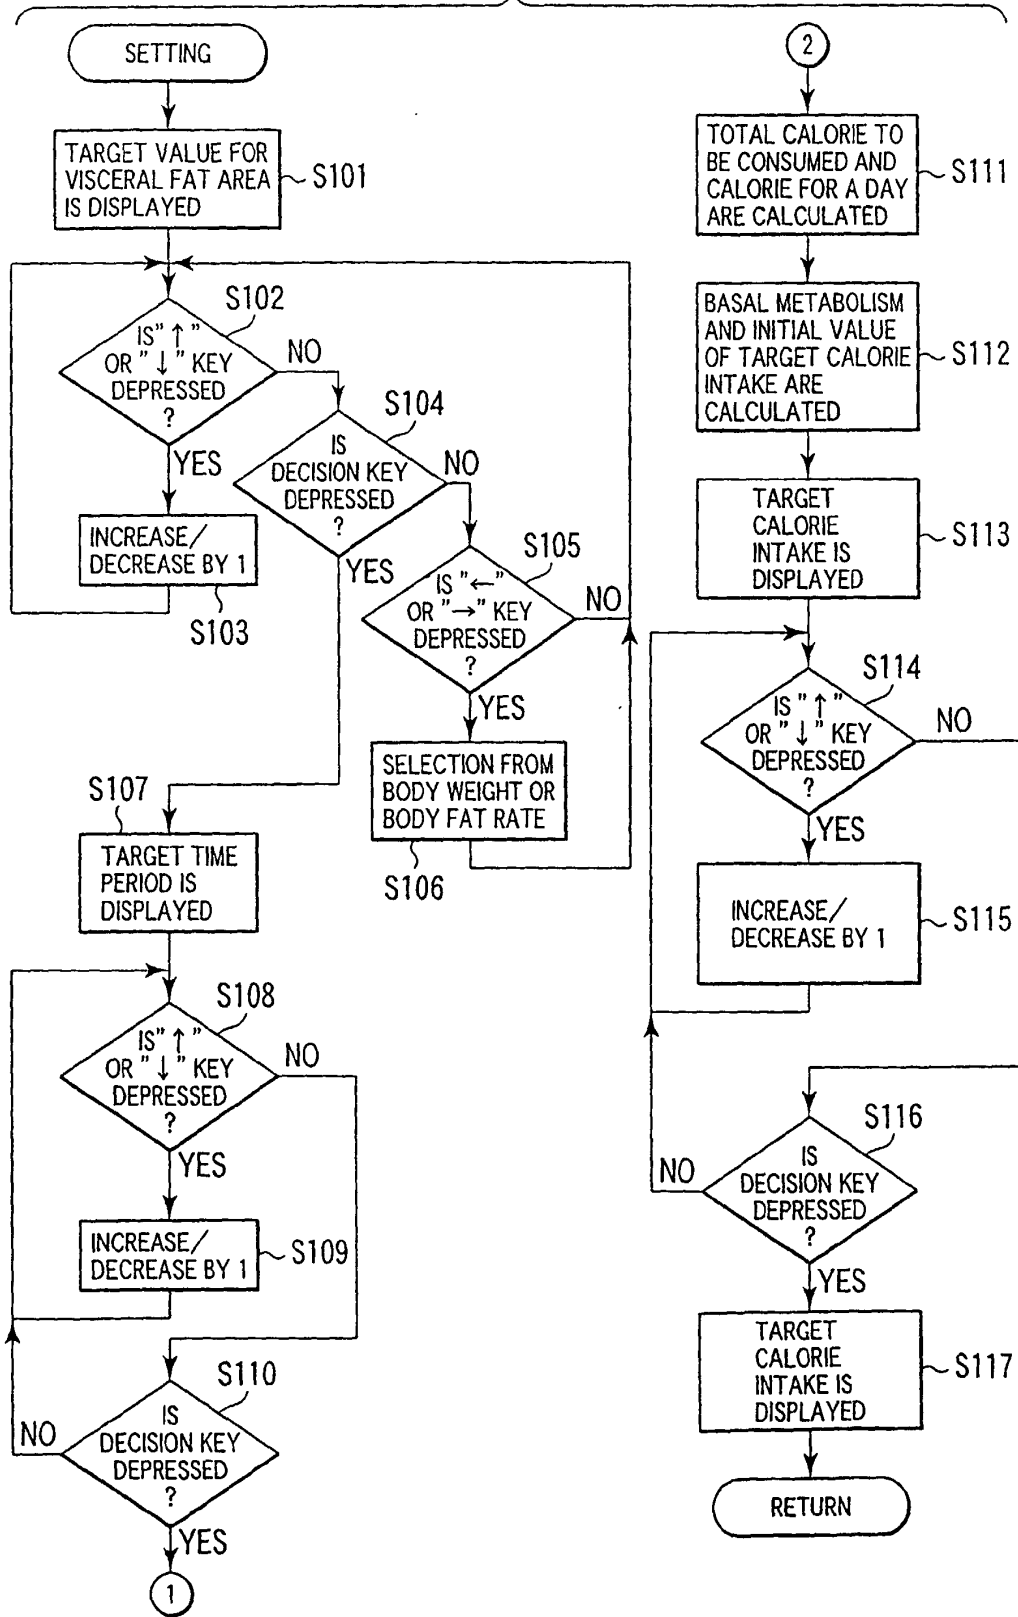 SETTING
TARGET VALUE FOR
VISCERAL FAT AREA
IS DISPLAYED
S101
S102
IS" ↑ "
OR " ↓ " KEY
DEPRESSED
?
NO
YES
INCREASE/
DECREASE BY 1
S103
S104
IS
DECISION KEY
DEPRESSED
?
NO
YES
S105
IS "←"
OR "→" KEY
DEPRESSED
?
NO
YES
SELECTION FROM
BODY WEIGHT OR
BODY FAT RATE
S106
S107
TARGET TIME
PERIOD IS
DISPLAYED
S108
IS" ↑ "
OR " ↓ " KEY
DEPRESSED
?
NO
YES
INCREASE/
DECREASE BY 1
S109
S110
IS
DECISION KEY
DEPRESSED
?
NO
YES
1
2
TOTAL CALORIE TO
BE CONSUMED AND
CALORIE FOR A DAY
ARE CALCULATED
S111
BASAL METABOLISM
AND INITIAL VALUE
OF TARGET CALORIE
INTAKE ARE
CALCULATED
S112
TARGET
CALORIE
INTAKE IS
DISPLAYED
S113
S114
IS " ↑ "
OR " ↓ " KEY
DEPRESSED
?
NO
YES
INCREASE/
DECREASE BY 1
S115
S116
IS
DECISION KEY
DEPRESSED
?
NO
YES
TARGET
CALORIE
INTAKE IS
DISPLAYED
S117
RETURN